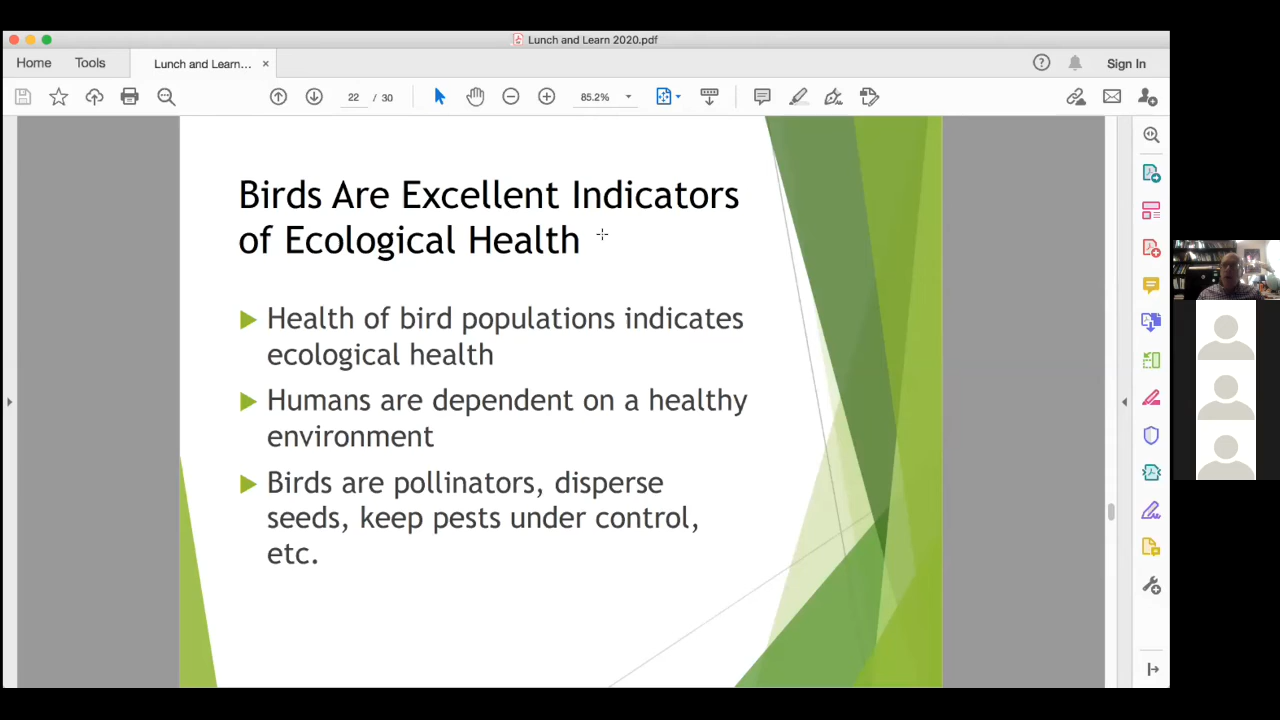 Lunch and Learn 2020.pdf
Home Tools Lunch and Learn... × Sign In
22 / 30 85.2%
Birds Are Excellent Indicators
of Ecological Health
Health of bird populations indicates
ecological health
Humans are dependent on a healthy
environment
Birds are pollinators, disperse
seeds, keep pests under control,
etc.